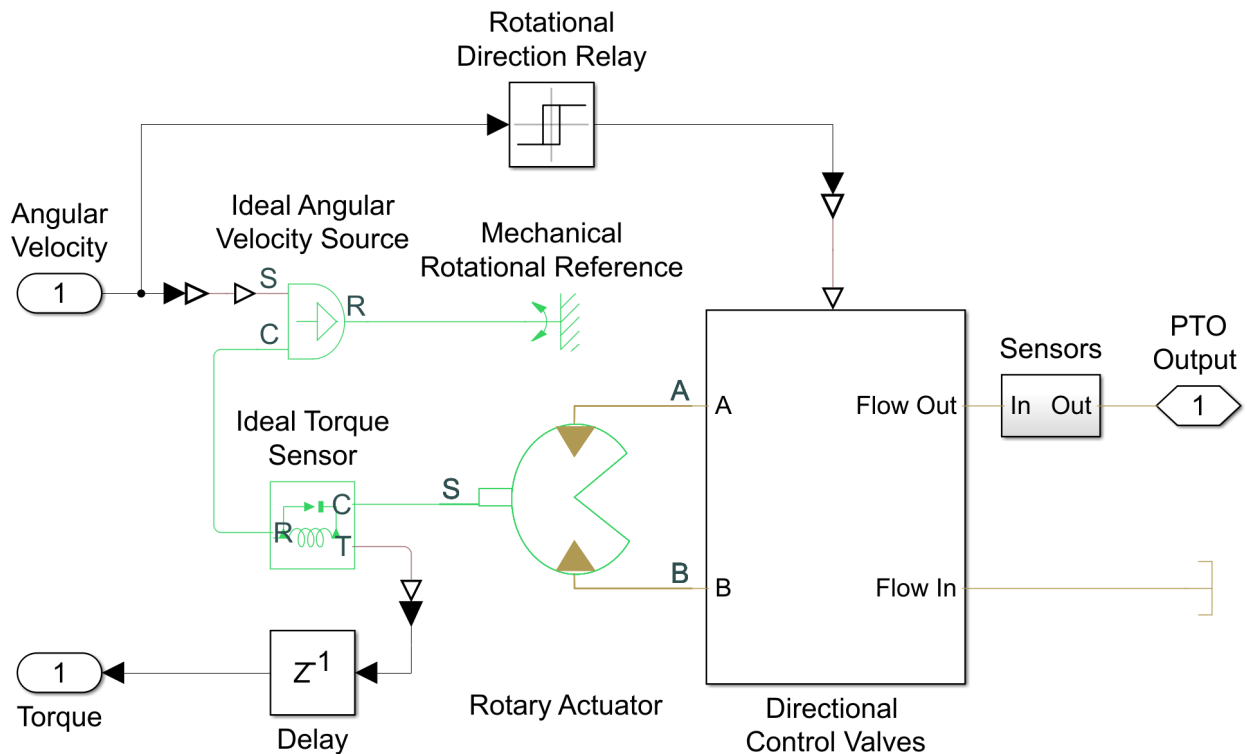 Rotational
Direction Relay
Angular
Velocity
1
Ideal Angular
Velocity Source
S
C
R
Mechanical
Rotational Reference
Ideal Torque
Sensor
R
C
T
S
A
B
A
B
Flow Out
Flow In
Sensors
In Out
PTO
Output
1
1
Torque
Z-1
Delay
Rotary Actuator
Directional
Control Valves